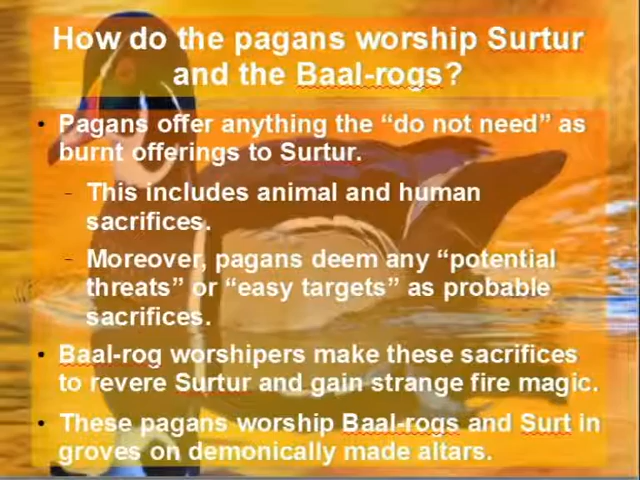 How do the pagans worship Surtur
and the Baal-rogs?
• Pagans offer anything the “do not need” as
burnt offerings to Surtur.
– This includes animal and human
sacrifices.
– Moreover, pagans deem any “potential
threats” or “easy targets” as probable
sacrifices.
• Baal-rog worshipers make these sacrifices
to revere Surtur and gain strange fire magic.
• These pagans worship Baal-rogs and Surt in
groves on demonically made altars.